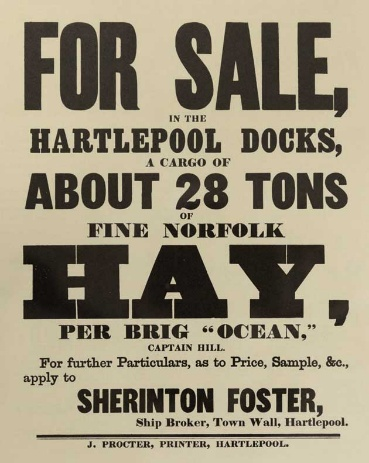 FOR SALE,
IN THE
HARTLEPOOL DOCKS,
A CARGO OF
ABOUT 28 TONS
OF
FINE NORFOLK
HAY,
PER BRIG "OCEAN,"
CAPTAIN HILL.
For further Particulars, as to Price, Sample, &c.,
apply to
SHERINTON FOSTER,
Ship Broker, Town Wall, Hartlepool.
J. PROCTER, PRINTER, HARTLEPOOL.